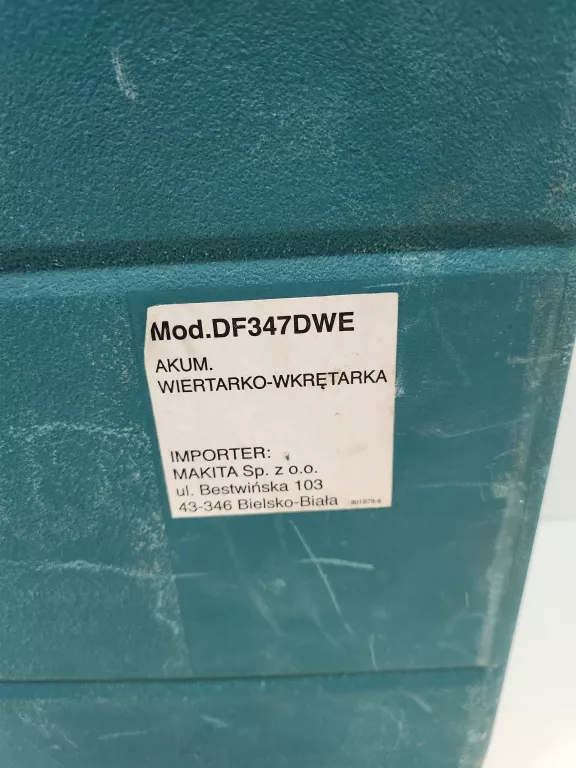 Mod.DF347DWE
AKUM.
WIERTARKO-WKRĘTARKA
IMPORTER:
MAKITA Sp. z o.o.
ul. Bestwińska 103
43-346 Bielsko-Biała